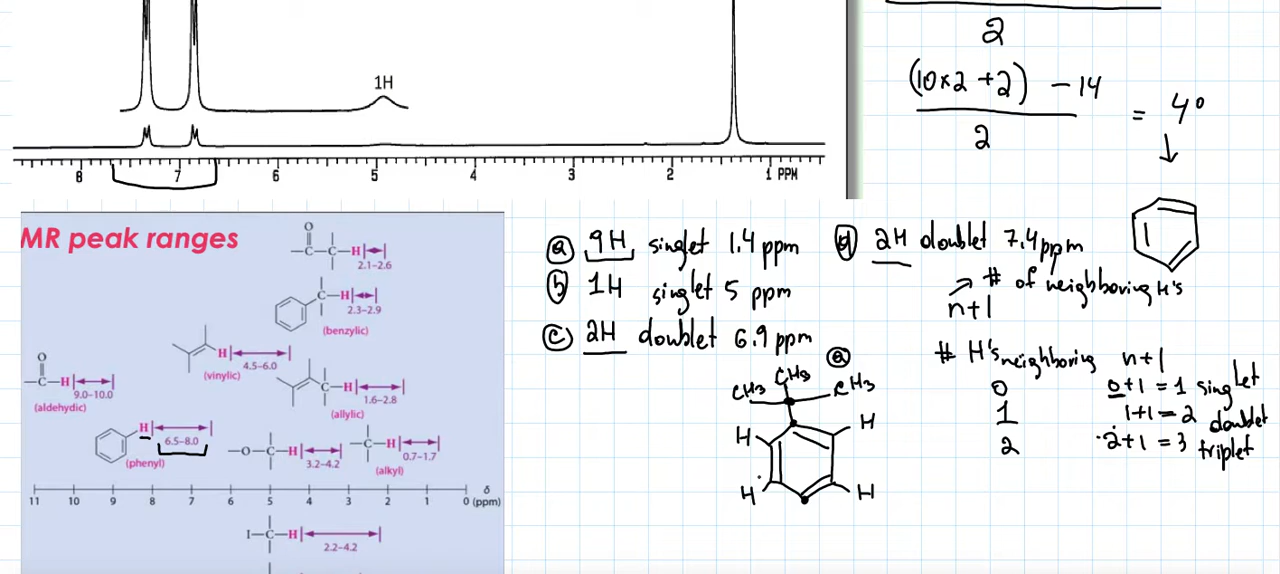 1H
8 7 6 5 4 3 2 1 PPM
2
(10×2 +2) - 14
= 4°
2
MR peak ranges
O
-C-C-H
2.1–2.6
C-H
2.3–2.9
(benzylic)
H
4.5–6.0
(vinylic)
O
-C-H
9.0–10.0
(aldehydic)
C-H
1.6–2.8
(allylic)
H
6.5–8.0
(phenyl)
-O-C-H
3.2–4.2
-C-H
0.7–1.7
(alkyl)
11 10 9 8 7 6 5 4 3 2 1 0 (ppm)
δ
I-C-H
2.2–4.2
ⓐ 9H singlet 1.4 ppm
ⓑ 1H singlet 5 ppm
ⓒ 2H doublet 6.9 ppm
ⓓ 2H doublet 7.4 ppm
# of neighboring H's
n+1
# H's neighboring n+1
0 0+1 = 1 singlet
1 1+1 = 2 doublet
2 2+1 = 3 triplet
ⓐ
CH3 CH3 CH3
H H
H H